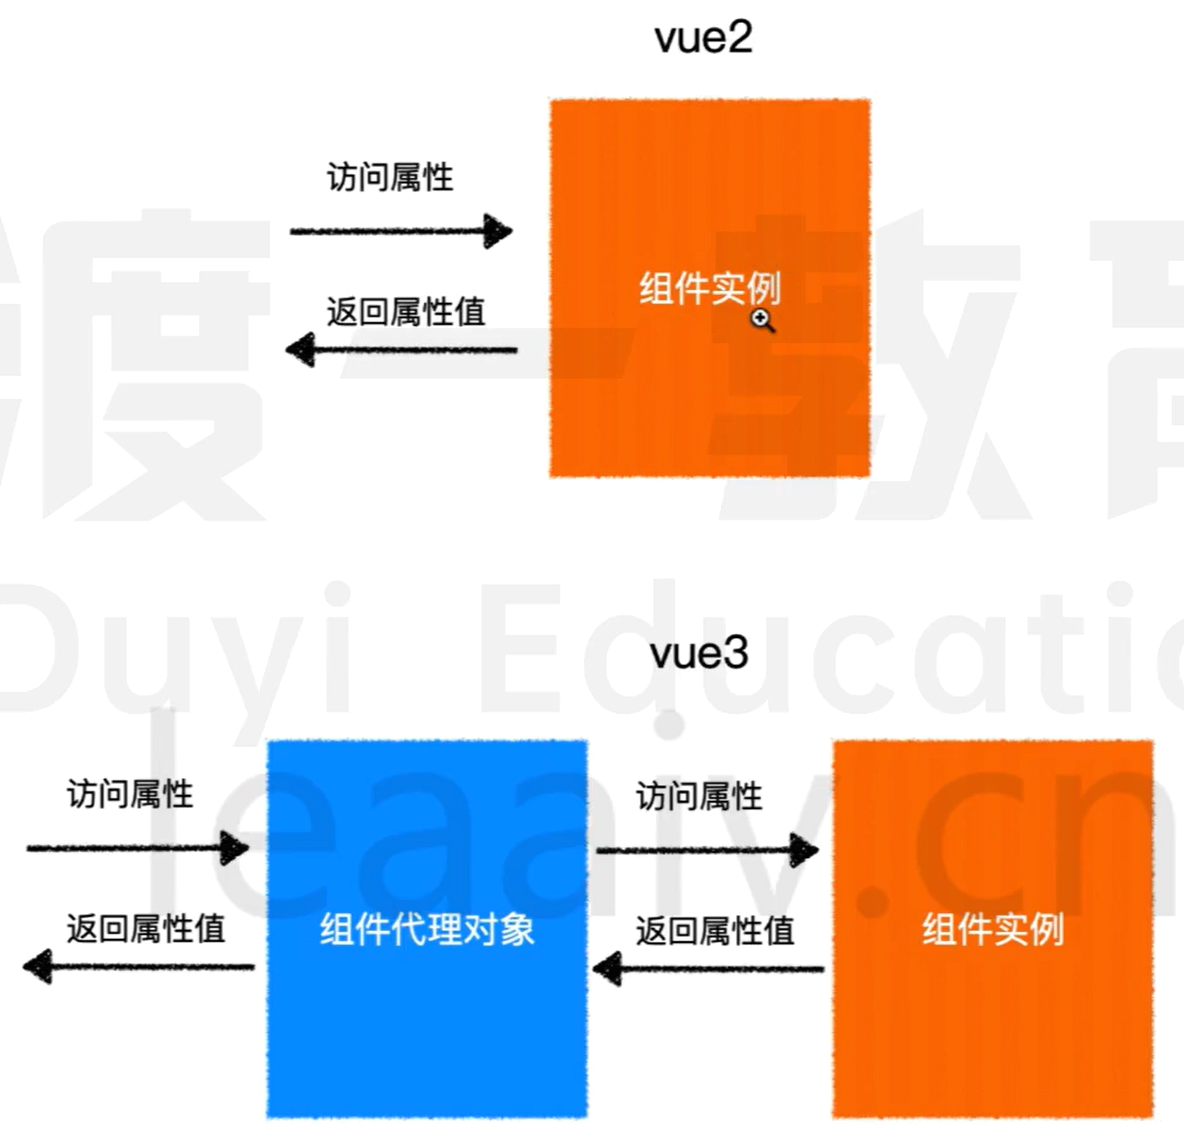 vue2
访问属性
返回属性值
组件实例
渡一教育
Duyi Educatio
vue3
访问属性
返回属性值
组件代理对象
访问属性
返回属性值
组件实例
leaaiv.cn